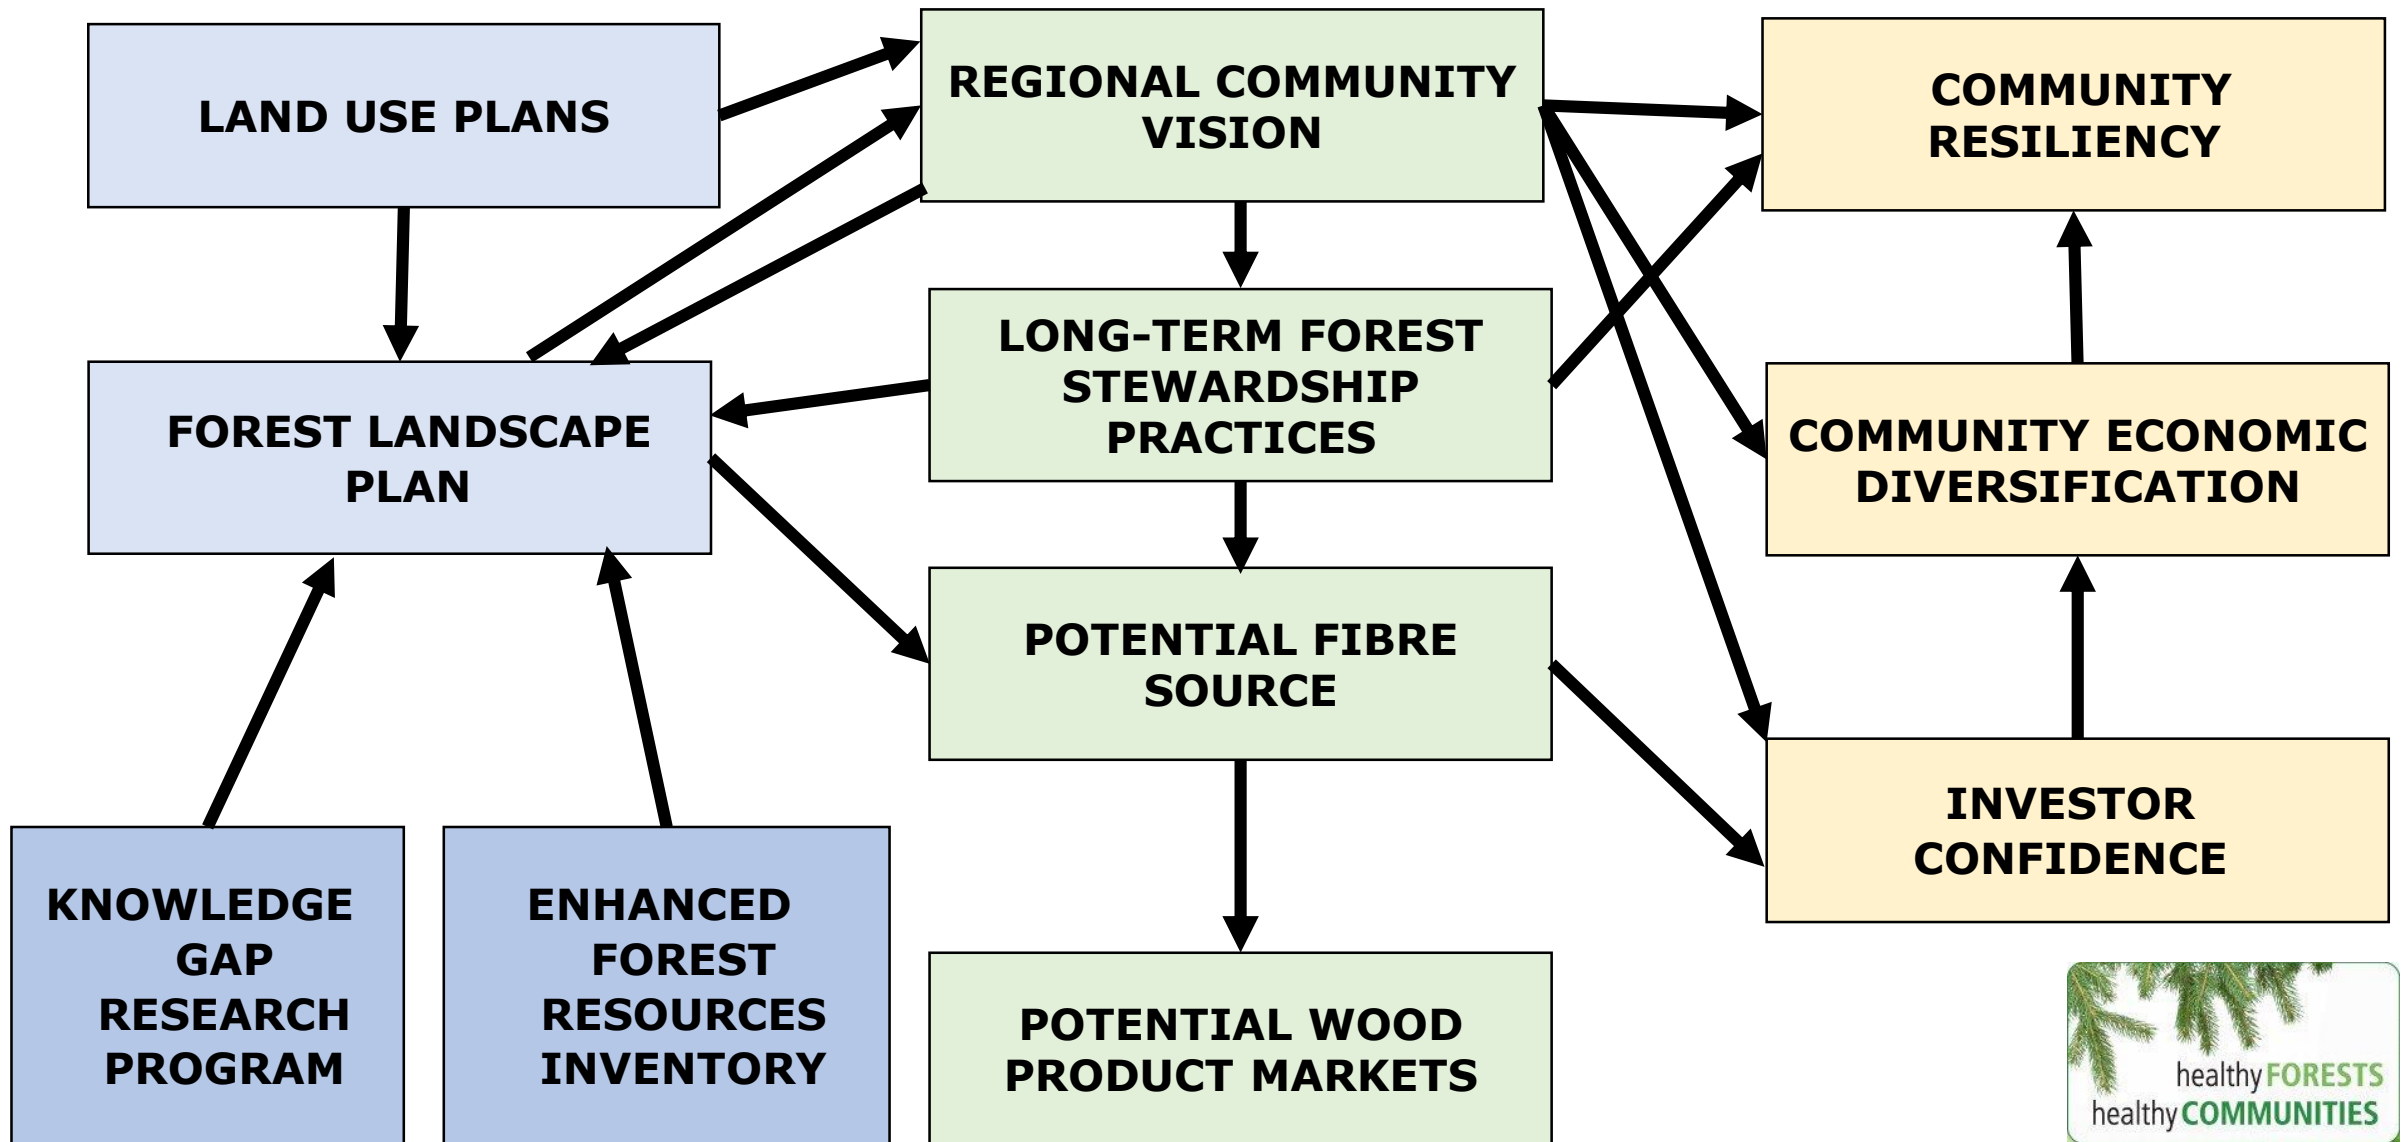 LAND USE PLANS
REGIONAL COMMUNITY
VISION
COMMUNITY
RESILIENCY
FOREST LANDSCAPE
PLAN
LONG-TERM FOREST
STEWARDSHIP
PRACTICES
COMMUNITY ECONOMIC
DIVERSIFICATION
POTENTIAL FIBRE
SOURCE
INVESTOR
CONFIDENCE
KNOWLEDGE
GAP
RESEARCH
PROGRAM
ENHANCED
FOREST
RESOURCES
INVENTORY
POTENTIAL WOOD
PRODUCT MARKETS
healthy FORESTS
healthy COMMUNITIES